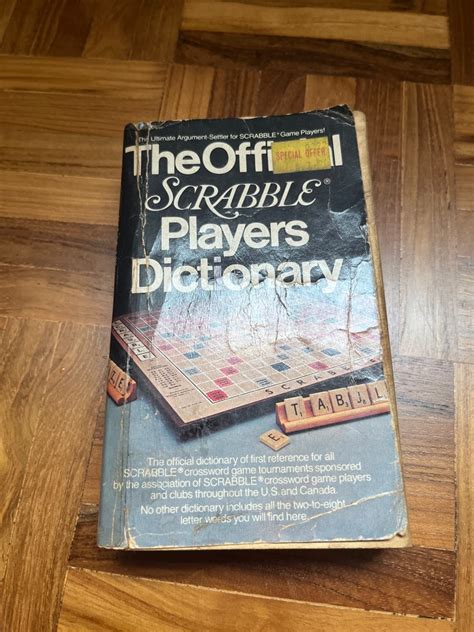 The Ultimate Argument-Settler for SCRABBLE® Game Players!
The Offi al
SPECIAL OFFER
SCRABBLE®
Players
Dictionary
SCRABBLE
L E
E T A B J L
E
The official dictionary of first reference for all
SCRABBLE® crossword game tournaments sponsored
by the association of SCRABBLE® crossword game players
and clubs throughout the U.S. and Canada.
No other dictionary includes all the two-to-eight
letter words you will find here.